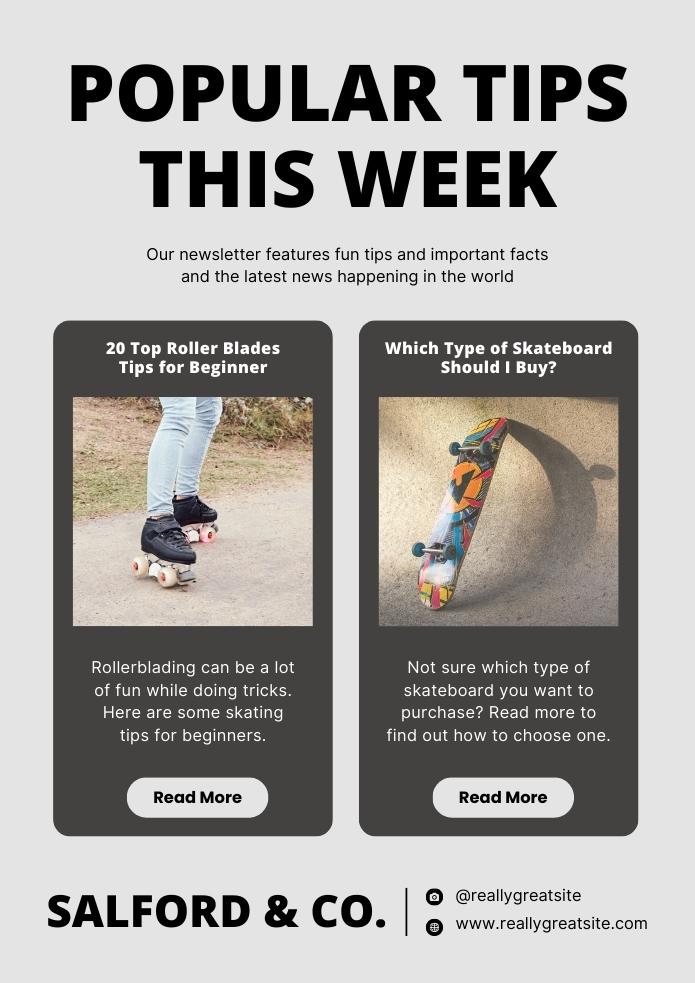 POPULAR TIPS
THIS WEEK
Our newsletter features fun tips and important facts
and the latest news happening in the world
20 Top Roller Blades
Tips for Beginner
Rollerblading can be a lot
of fun while doing tricks.
Here are some skating
tips for beginners.
Read More
Which Type of Skateboard
Should I Buy?
Not sure which type of
skateboard you want to
purchase? Read more to
find out how to choose one.
Read More
SALFORD & CO.
@reallygreatsite
www.reallygreatsite.com